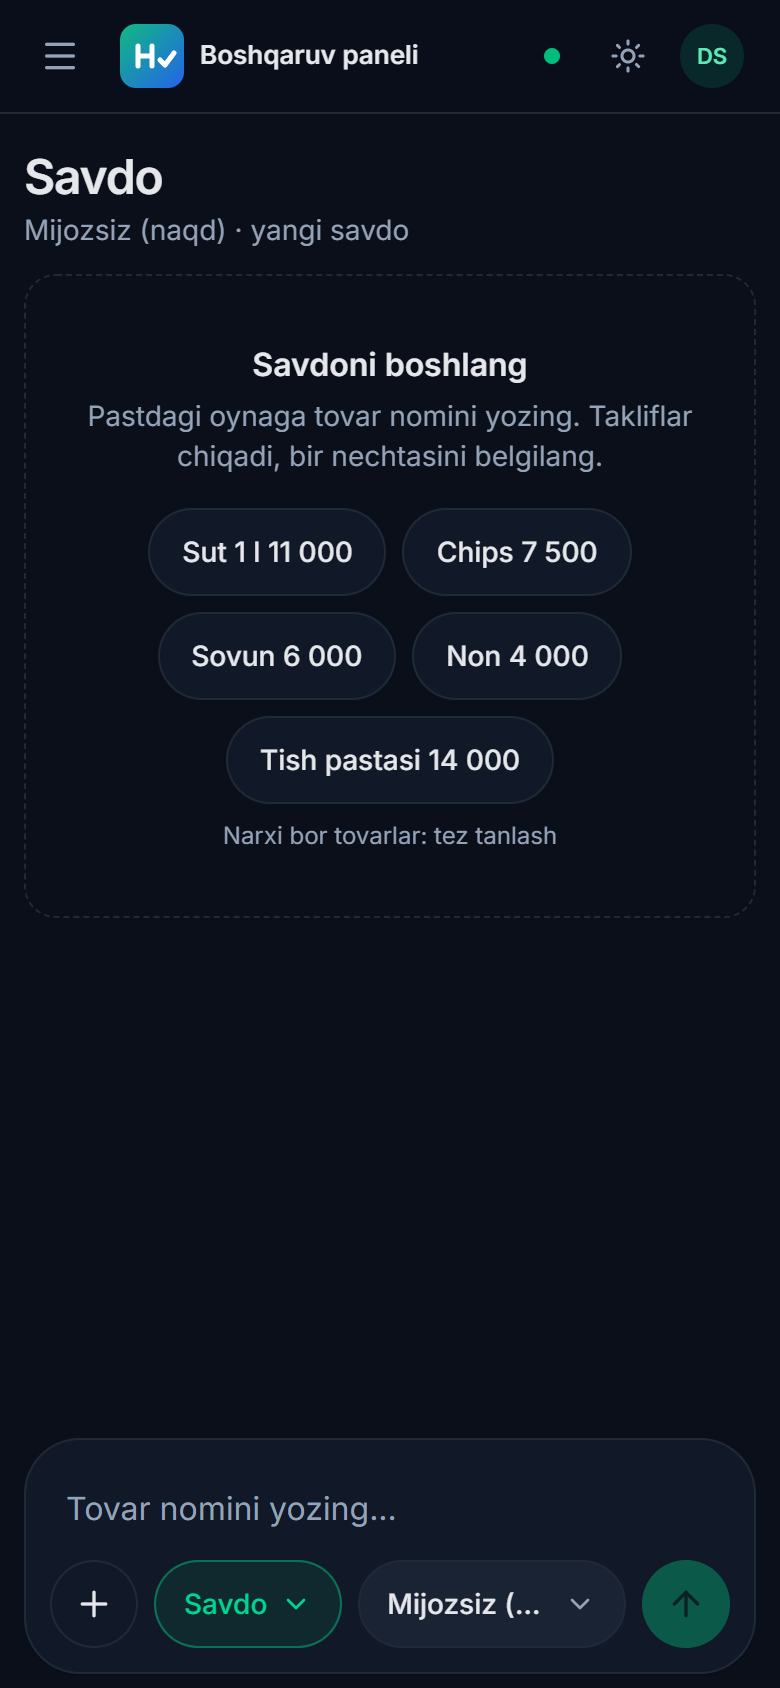 H✓ Boshqaruv paneli DS
Savdo
Mijozsiz (naqd) · yangi savdo
Savdoni boshlang
Pastdagi oynaga tovar nomini yozing. Takliflar
chiqadi, bir nechtasini belgilang.
Sut 1 l 11 000 Chips 7 500
Sovun 6 000 Non 4 000
Tish pastasi 14 000
Narxi bor tovarlar: tez tanlash
Tovar nomini yozing...
Savdo Mijozsiz (...